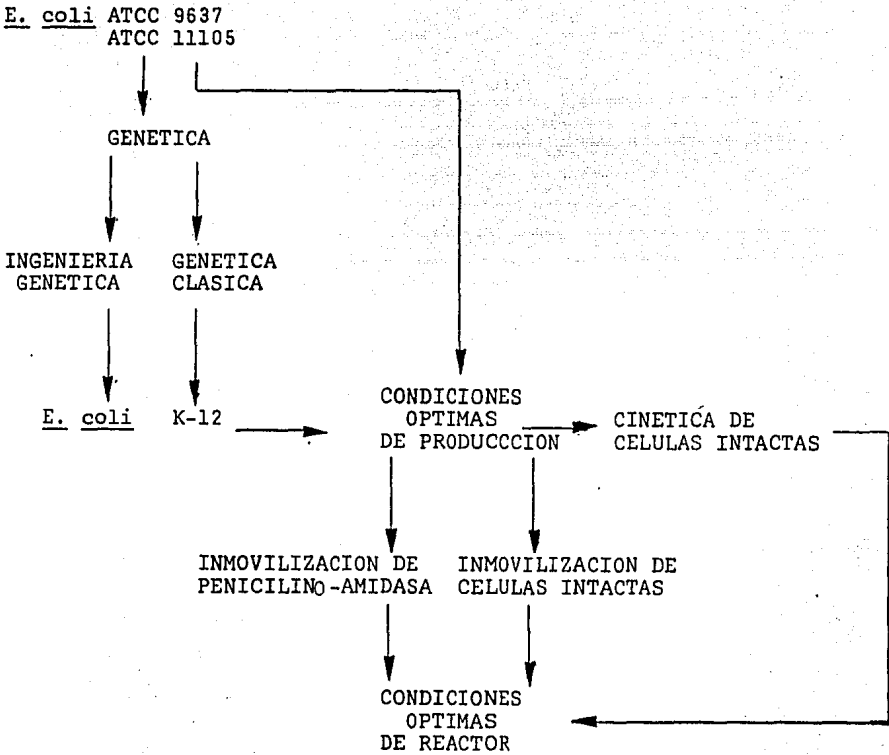 E. coli ATCC 9637
ATCC 11105
GENETICA
INGENIERIA
GENETICA
GENETICA
CLASICA
E. coli K-12
CONDICIONES
OPTIMAS
DE PRODUCCCION
CINETICA DE
CELULAS INTACTAS
INMOVILIZACION DE
PENICILINO-AMIDASA
INMOVILIZACION DE
CELULAS INTACTAS
CONDICIONES
OPTIMAS
DE REACTOR